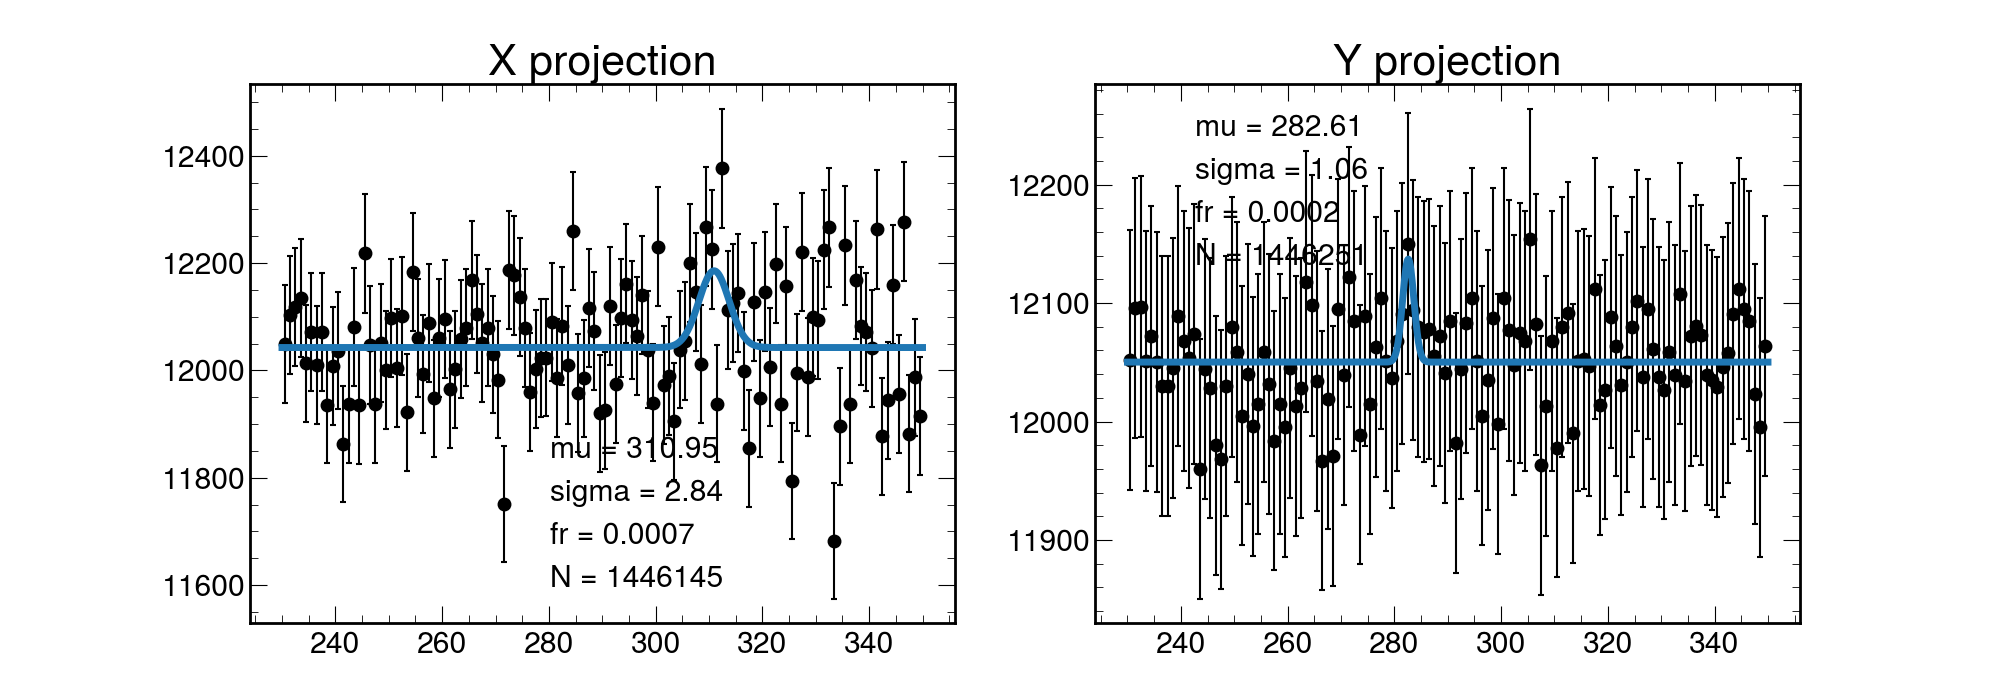 X projection
12400
12200
12000
11800
11600
mu = 310.95
sigma = 2.84
fr = 0.0007
N = 1446145
240 260 280 300 320 340
Y projection
12200
12100
12000
11900
mu = 282.61
sigma = 1.06
fr = 0.0002
N = 1446251
240 260 280 300 320 340